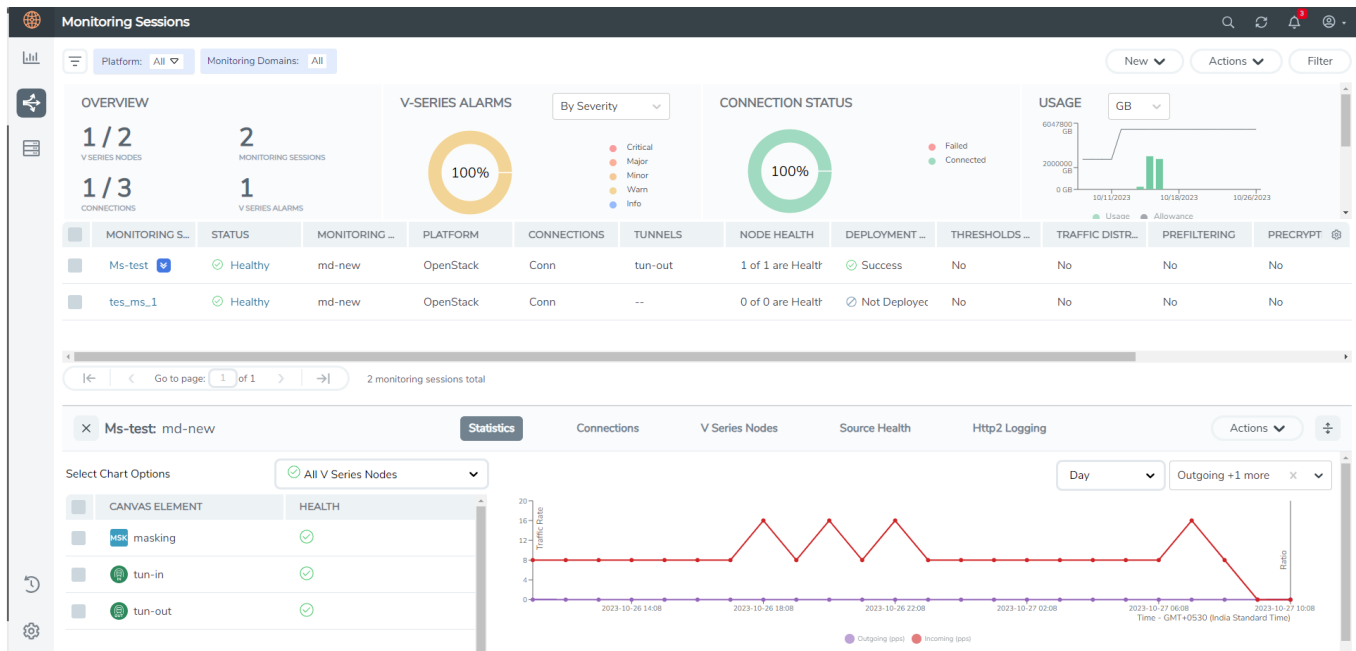 Monitoring Sessions
3
Platform: All
Monitoring Domains: All
New
Actions
Filter
OVERVIEW
1 / 2
V SERIES NODES
2
MONITORING SESSIONS
1 / 3
CONNECTIONS
1
V SERIES ALARMS
V-SERIES ALARMS
By Severity
100%
Critical
Major
Minor
Warn
Info
CONNECTION STATUS
100%
Failed
Connected
USAGE
GB
6047800
GB
2000000
GB
0 GB
10/11/2023 10/18/2023 10/26/2023
Usage Allowance
MONITORING S... STATUS MONITORING ... PLATFORM CONNECTIONS TUNNELS NODE HEALTH DEPLOYMENT ... THRESHOLDS ... TRAFFIC DISTR... PREFILTERING PRECRYPT
Ms-test Healthy md-new OpenStack Conn tun-out 1 of 1 are Health Success No No No No
tes_ms_1 Healthy md-new OpenStack Conn -- 0 of 0 are Health Not Deployed No No No No
Go to page: 1 of 1
2 monitoring sessions total
Ms-test: md-new
Statistics
Connections
V Series Nodes
Source Health
Http2 Logging
Actions
Select Chart Options
All V Series Nodes
CANVAS ELEMENT HEALTH
MSK masking
tun-in
tun-out
Day
Outgoing +1 more
20
16
12
8
4
0
Traffic Rate
Ratio
2023-10-26 14:08 2023-10-26 18:08 2023-10-26 22:08 2023-10-27 02:08 2023-10-27 06:08 2023-10-27 10:08
Time - GMT+0530 (India Standard Time)
Outgoing (pps) Incoming (pps)